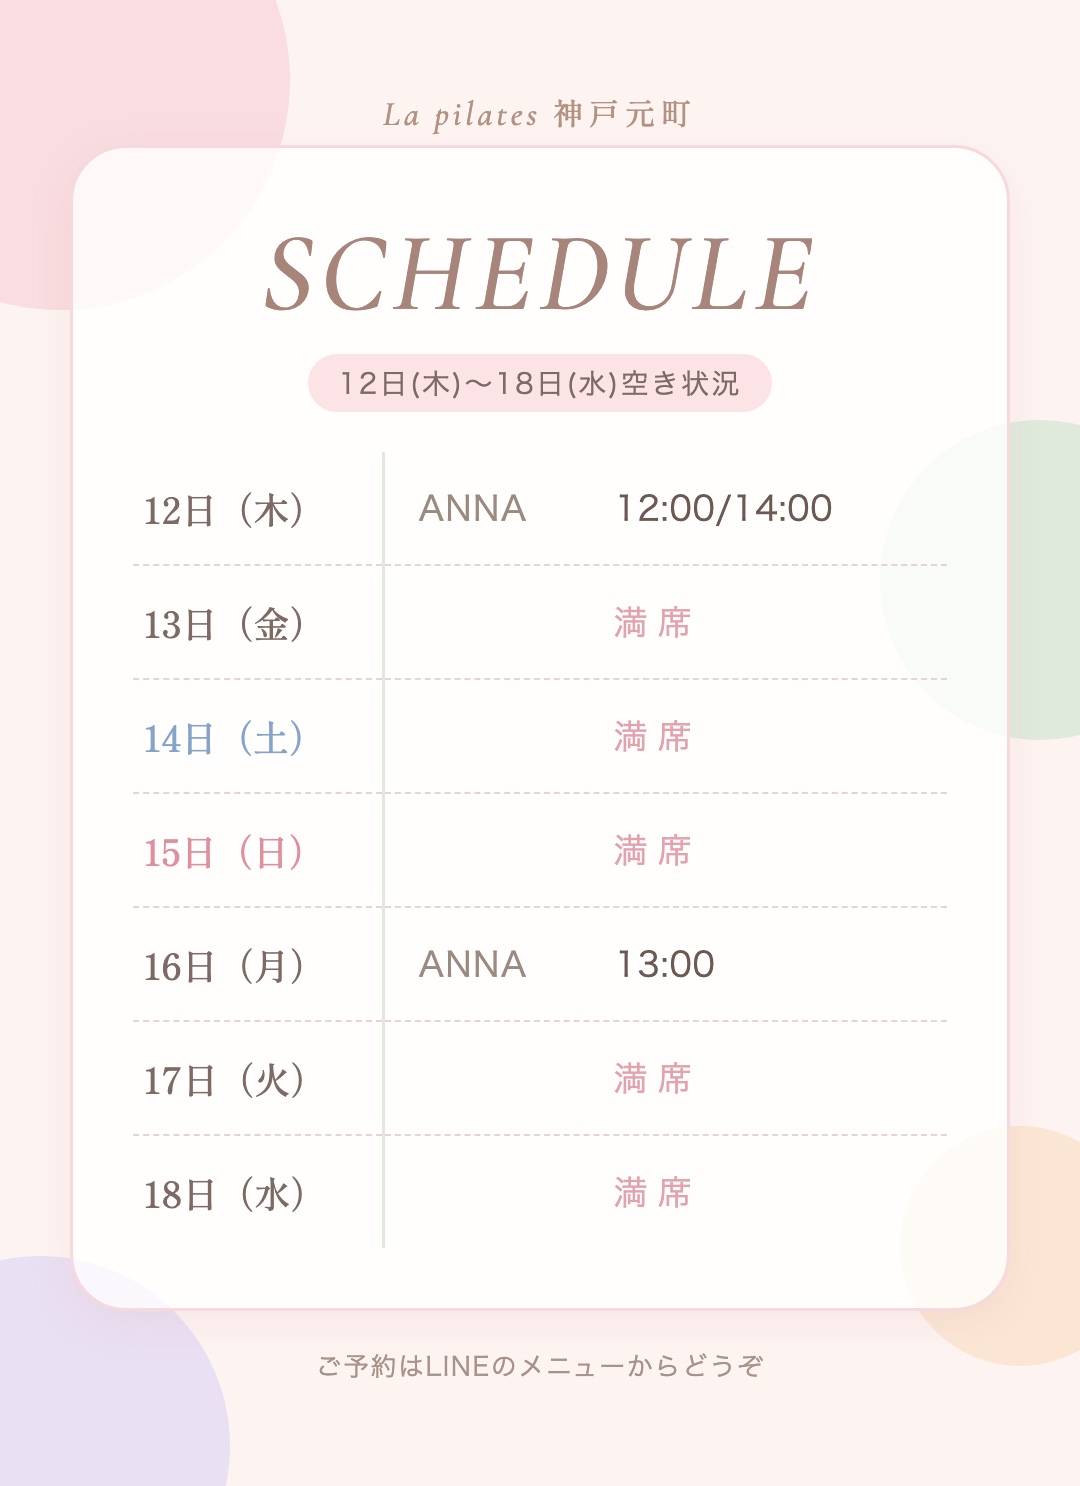 La pilates 神戸元町
SCHEDULE
12日(木)〜18日(水)空き状況
12日（木） ANNA 12:00/14:00
13日（金） 満席
14日（土） 満席
15日（日） 満席
16日（月） ANNA 13:00
17日（火） 満席
18日（水） 満席
ご予約はLINEのメニューからどうぞ